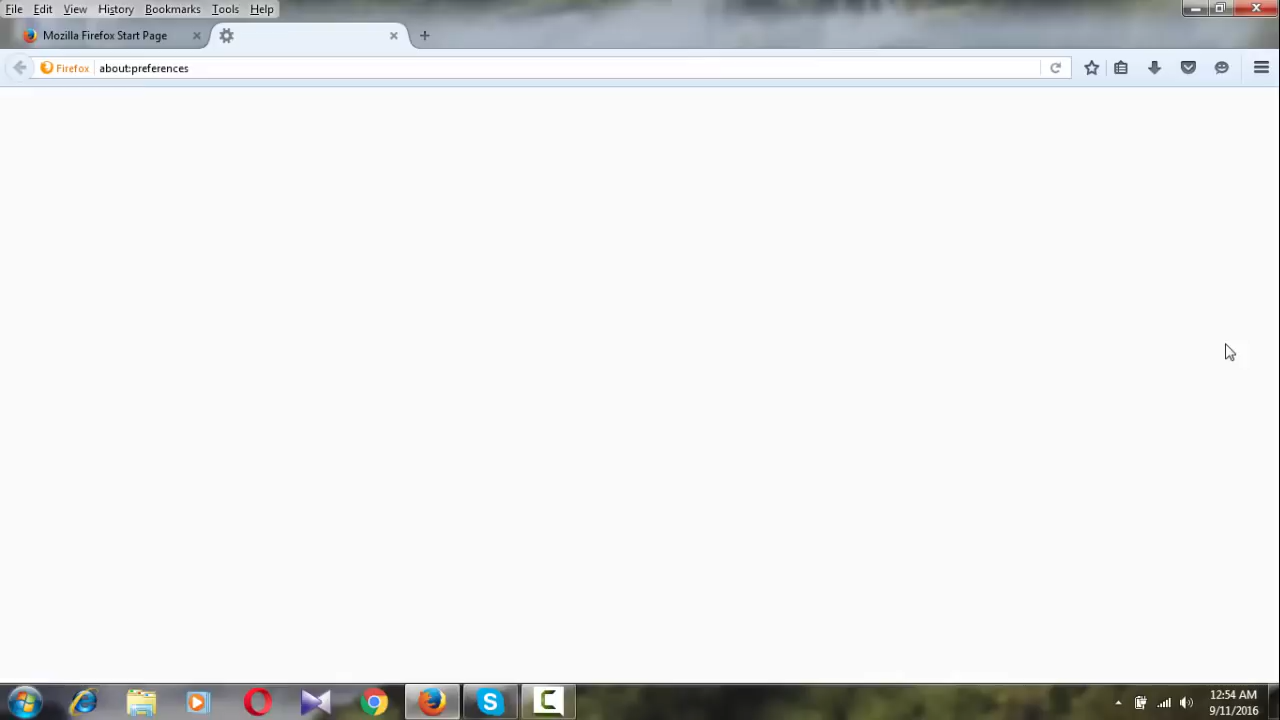 File Edit View History Bookmarks Tools Help
Mozilla Firefox Start Page
Firefox about:preferences
12:54 AM
9/11/2016